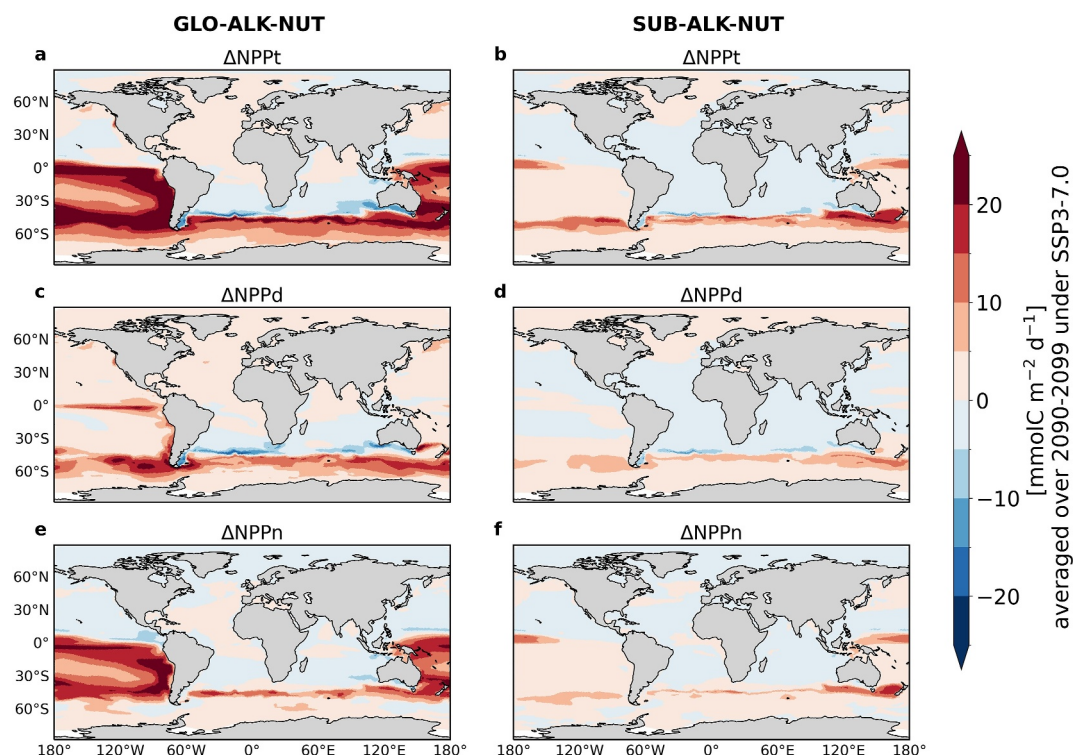 GLO-ALK-NUT
SUB-ALK-NUT
a
ΔNPPt
b
ΔNPPt
60°N
30°N
0°
30°S
60°S
c
ΔNPPd
d
ΔNPPd
60°N
30°N
0°
30°S
60°S
e
ΔNPPn
f
ΔNPPn
60°N
30°N
0°
30°S
60°S
180° 120°W 60°W 0° 60°E 120°E 180°
180° 120°W 60°W 0° 60°E 120°E 180°
20
10
0
−10
−20
[mmolC m⁻² d⁻¹]
averaged over 2090-2099 under SSP3-7.0